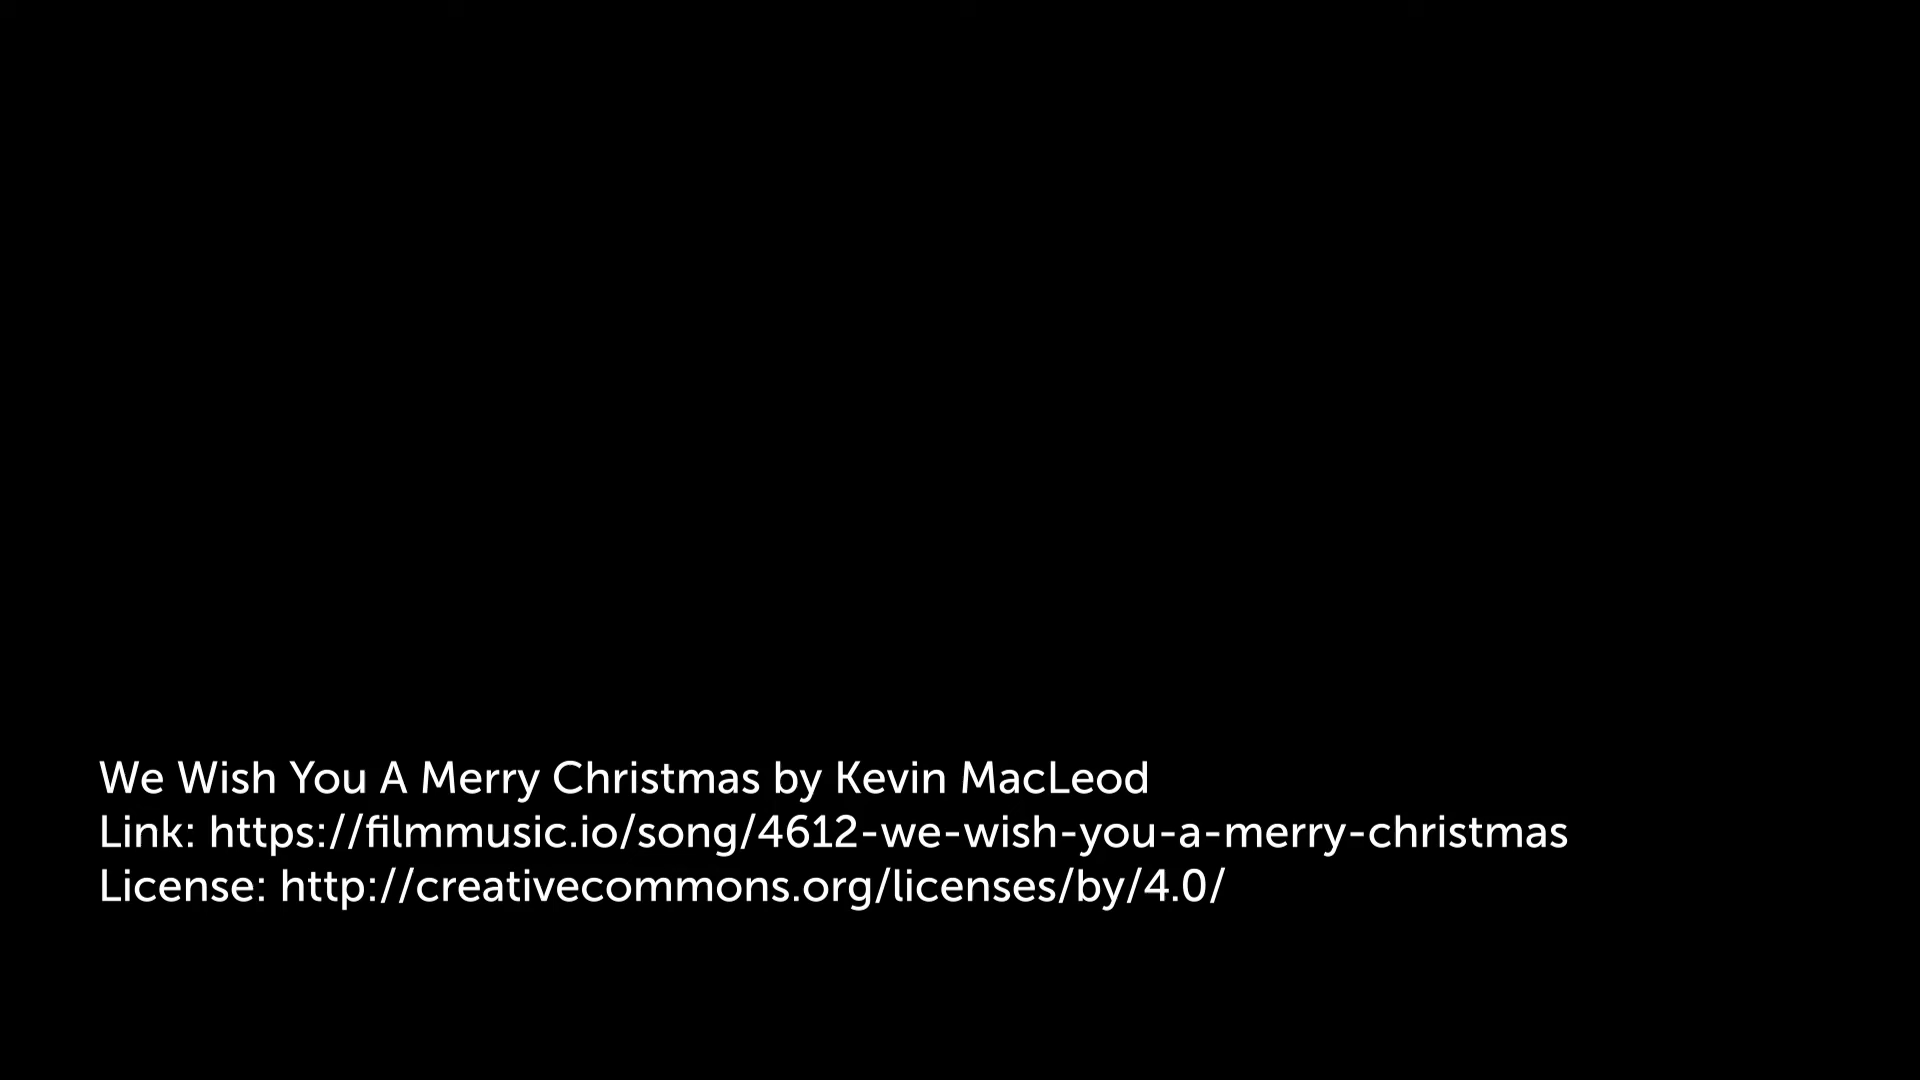 We Wish You A Merry Christmas by Kevin MacLeod
Link: https://filmmusic.io/song/4612-we-wish-you-a-merry-christmas
License: http://creativecommons.org/licenses/by/4.0/